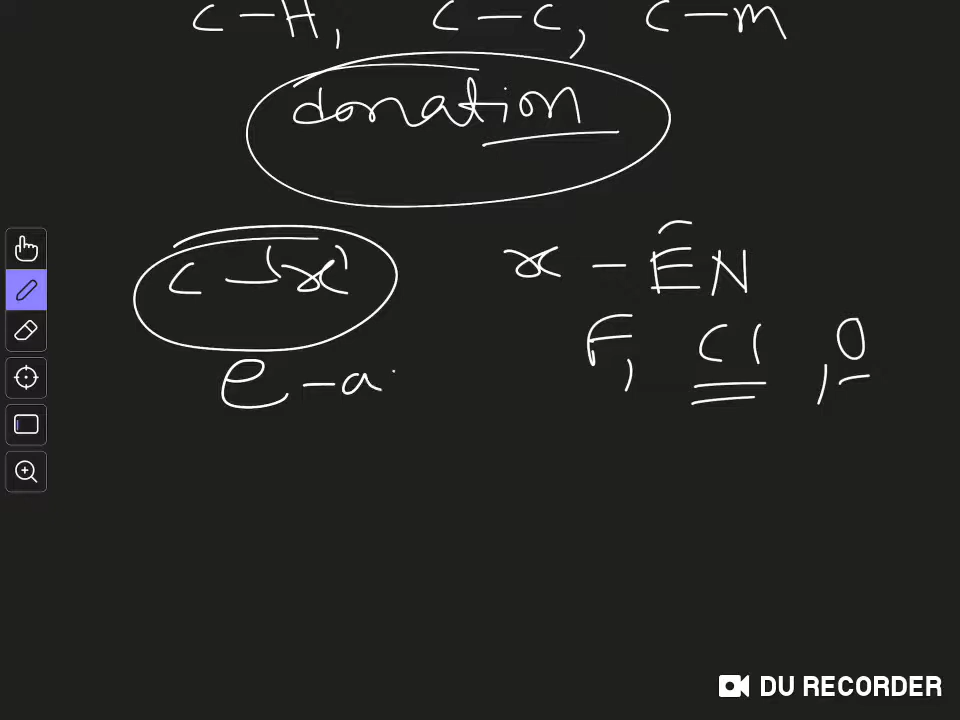 C-H, C-C, C-M
donation
C-'X' X-EN
F, Cl, O
e-a
DU RECORDER